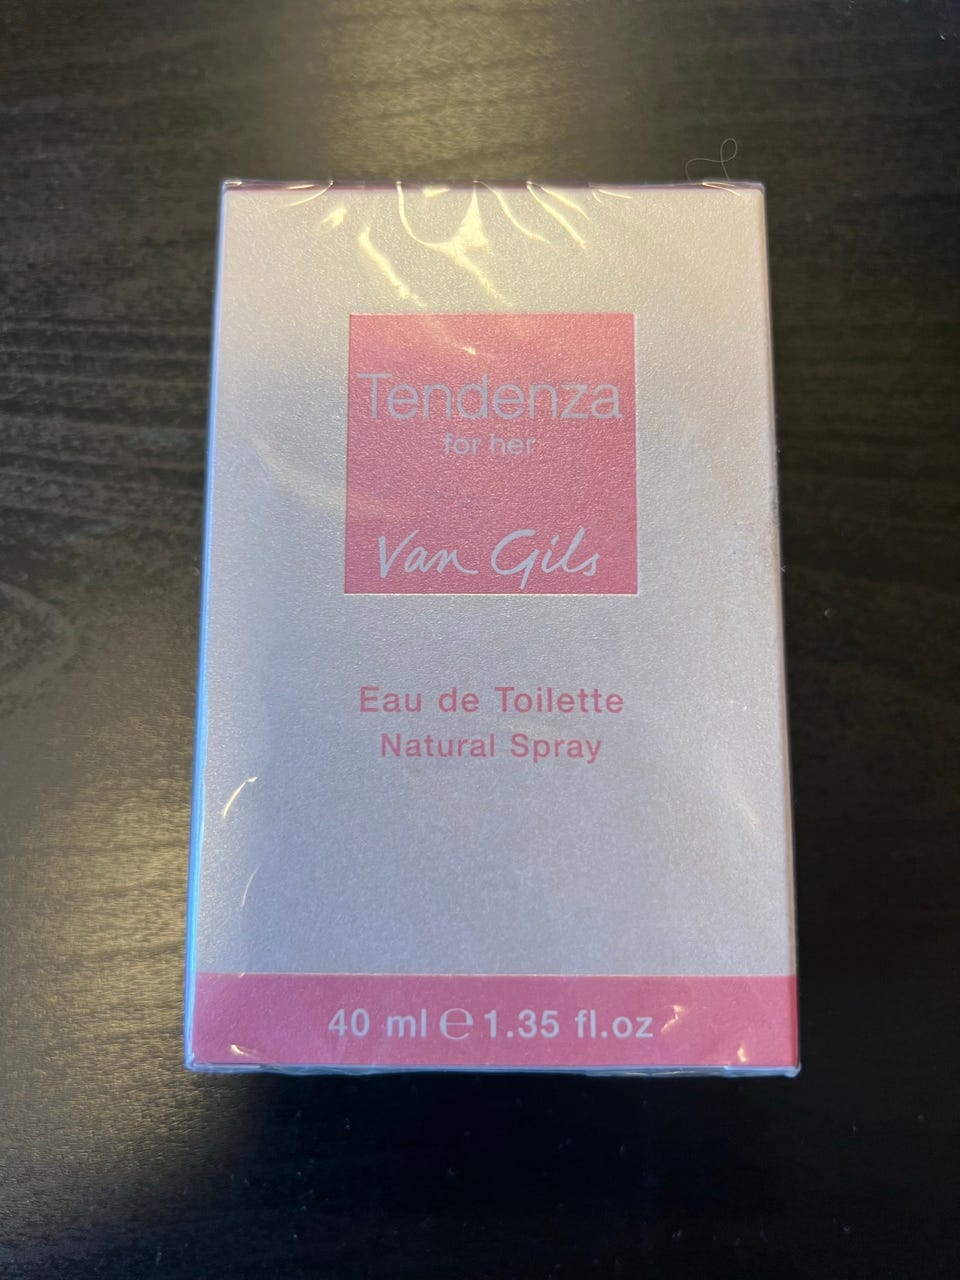 Tendenza
for her
Van Gils
Eau de Toilette
Natural Spray
40 ml ℮ 1.35 fl.oz